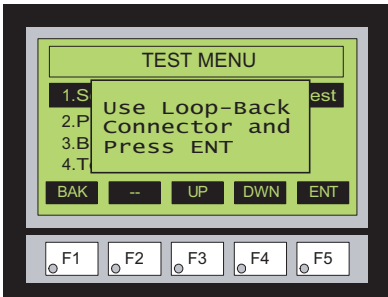 TEST MENU
1.S
est
Use Loop-Back
Connector and
Press ENT
2.P
3.B
4.T
BAK -- UP DWN ENT
F1 F2 F3 F4 F5